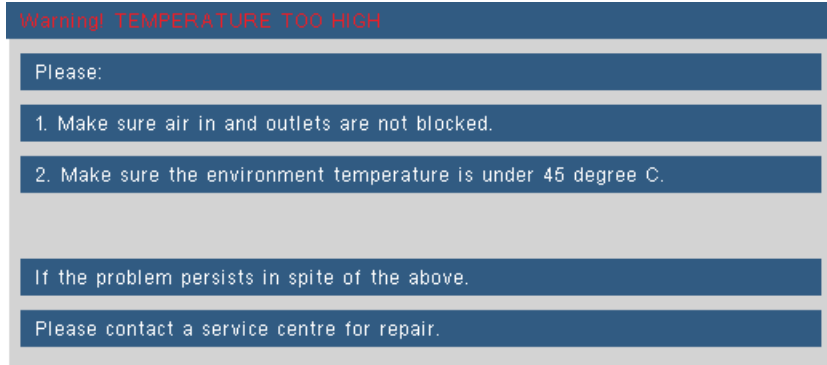 Warning! TEMPERATURE TOO HIGH
Please:
1. Make sure air in and outlets are not blocked.
2. Make sure the environment temperature is under 45 degree C.
If the problem persists in spite of the above.
Please contact a service centre for repair.